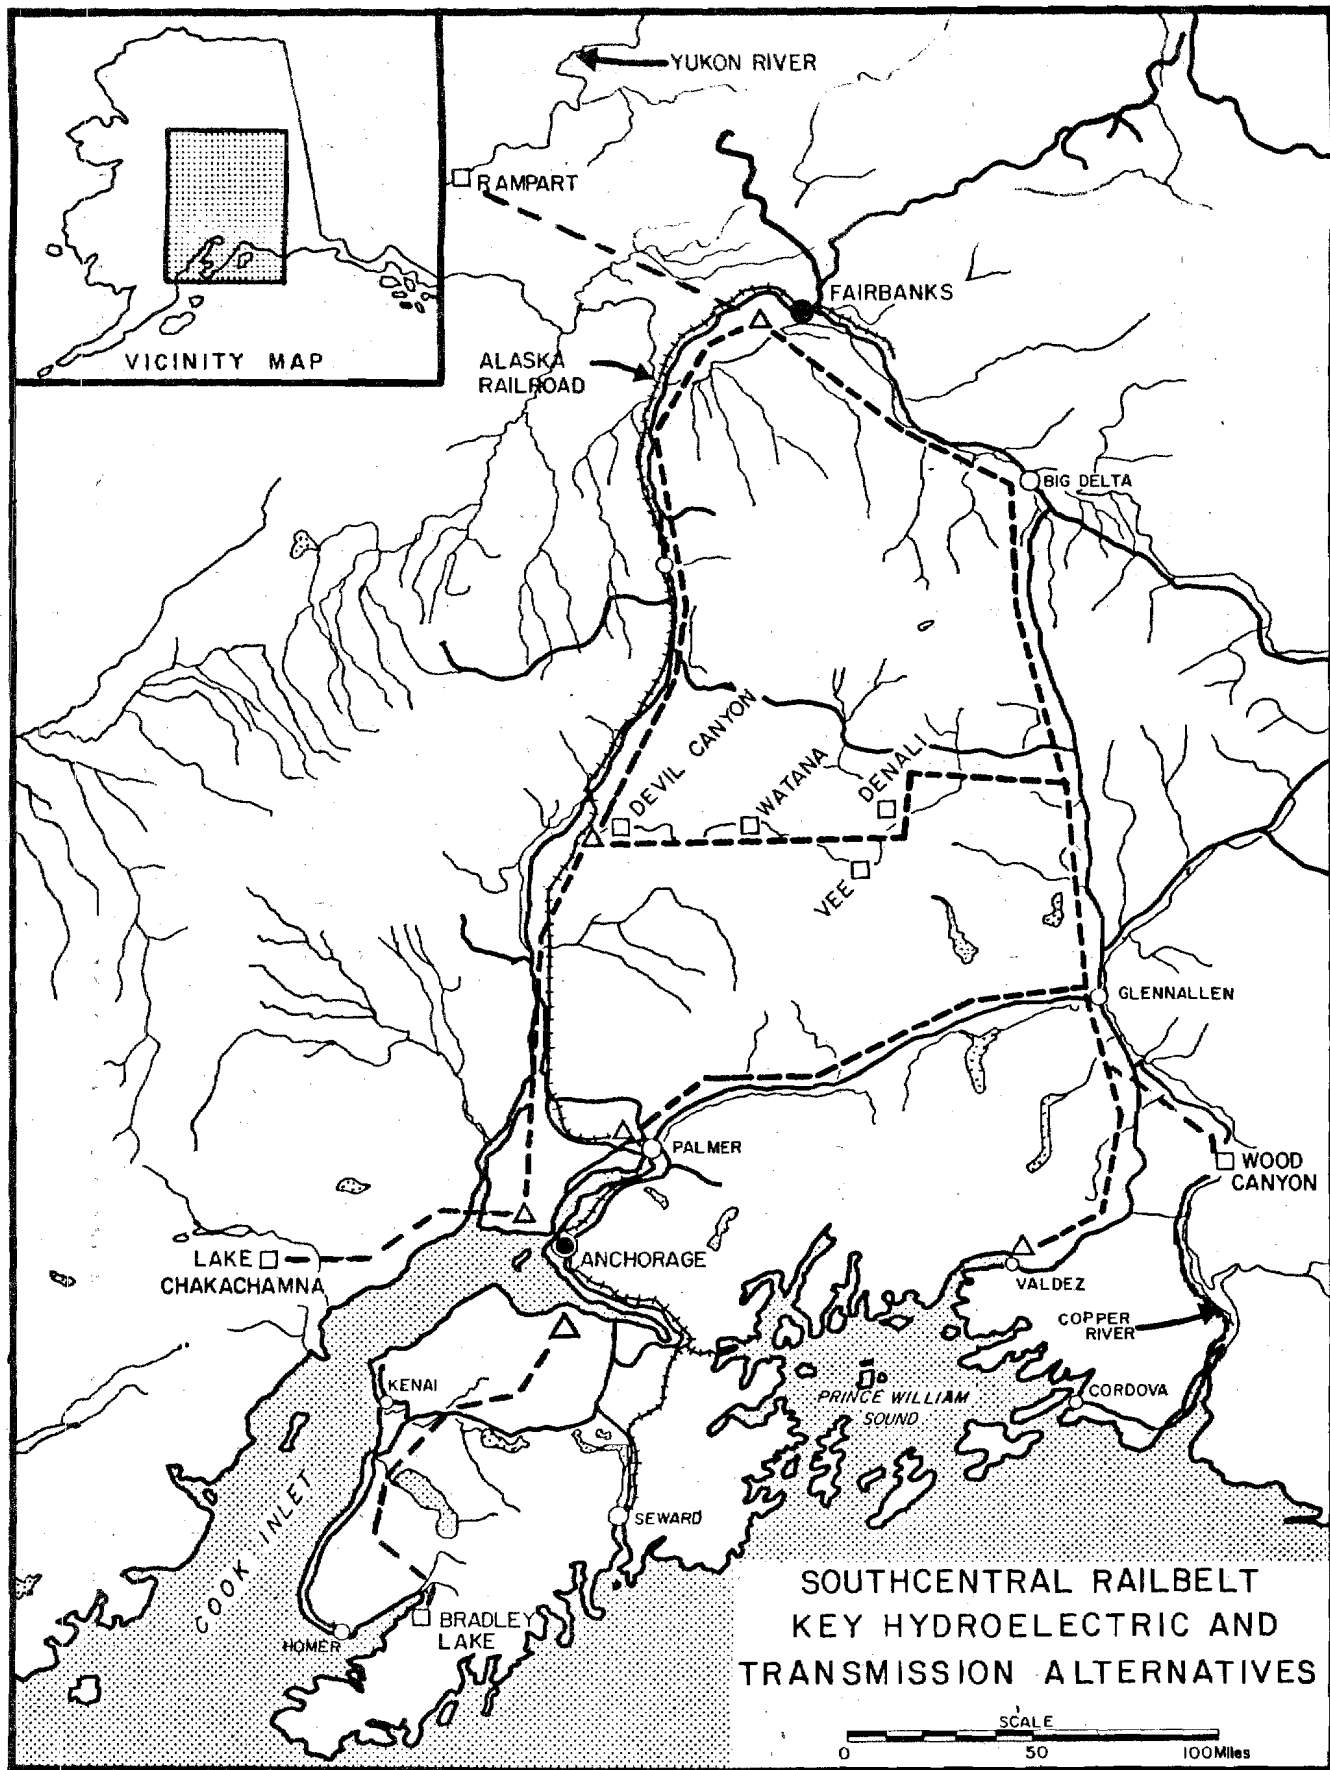 YUKON RIVER
RAMPART
VICINITY MAP
FAIRBANKS
ALASKA
RAILROAD
BIG DELTA
DEVIL CANYON
WATANA
DENALI
VEE
GLENNALLEN
PALMER
WOOD
CANYON
LAKE
CHAKACHAMNA
ANCHORAGE
VALDEZ
COPPER
RIVER
KENAI
PRINCE WILLIAM
SOUND
CORDOVA
COOK INLET
SEWARD
HOMER
BRADLEY
LAKE
SOUTHCENTRAL RAILBELT
KEY HYDROELECTRIC AND
TRANSMISSION ALTERNATIVES
SCALE
0 50 100 Miles